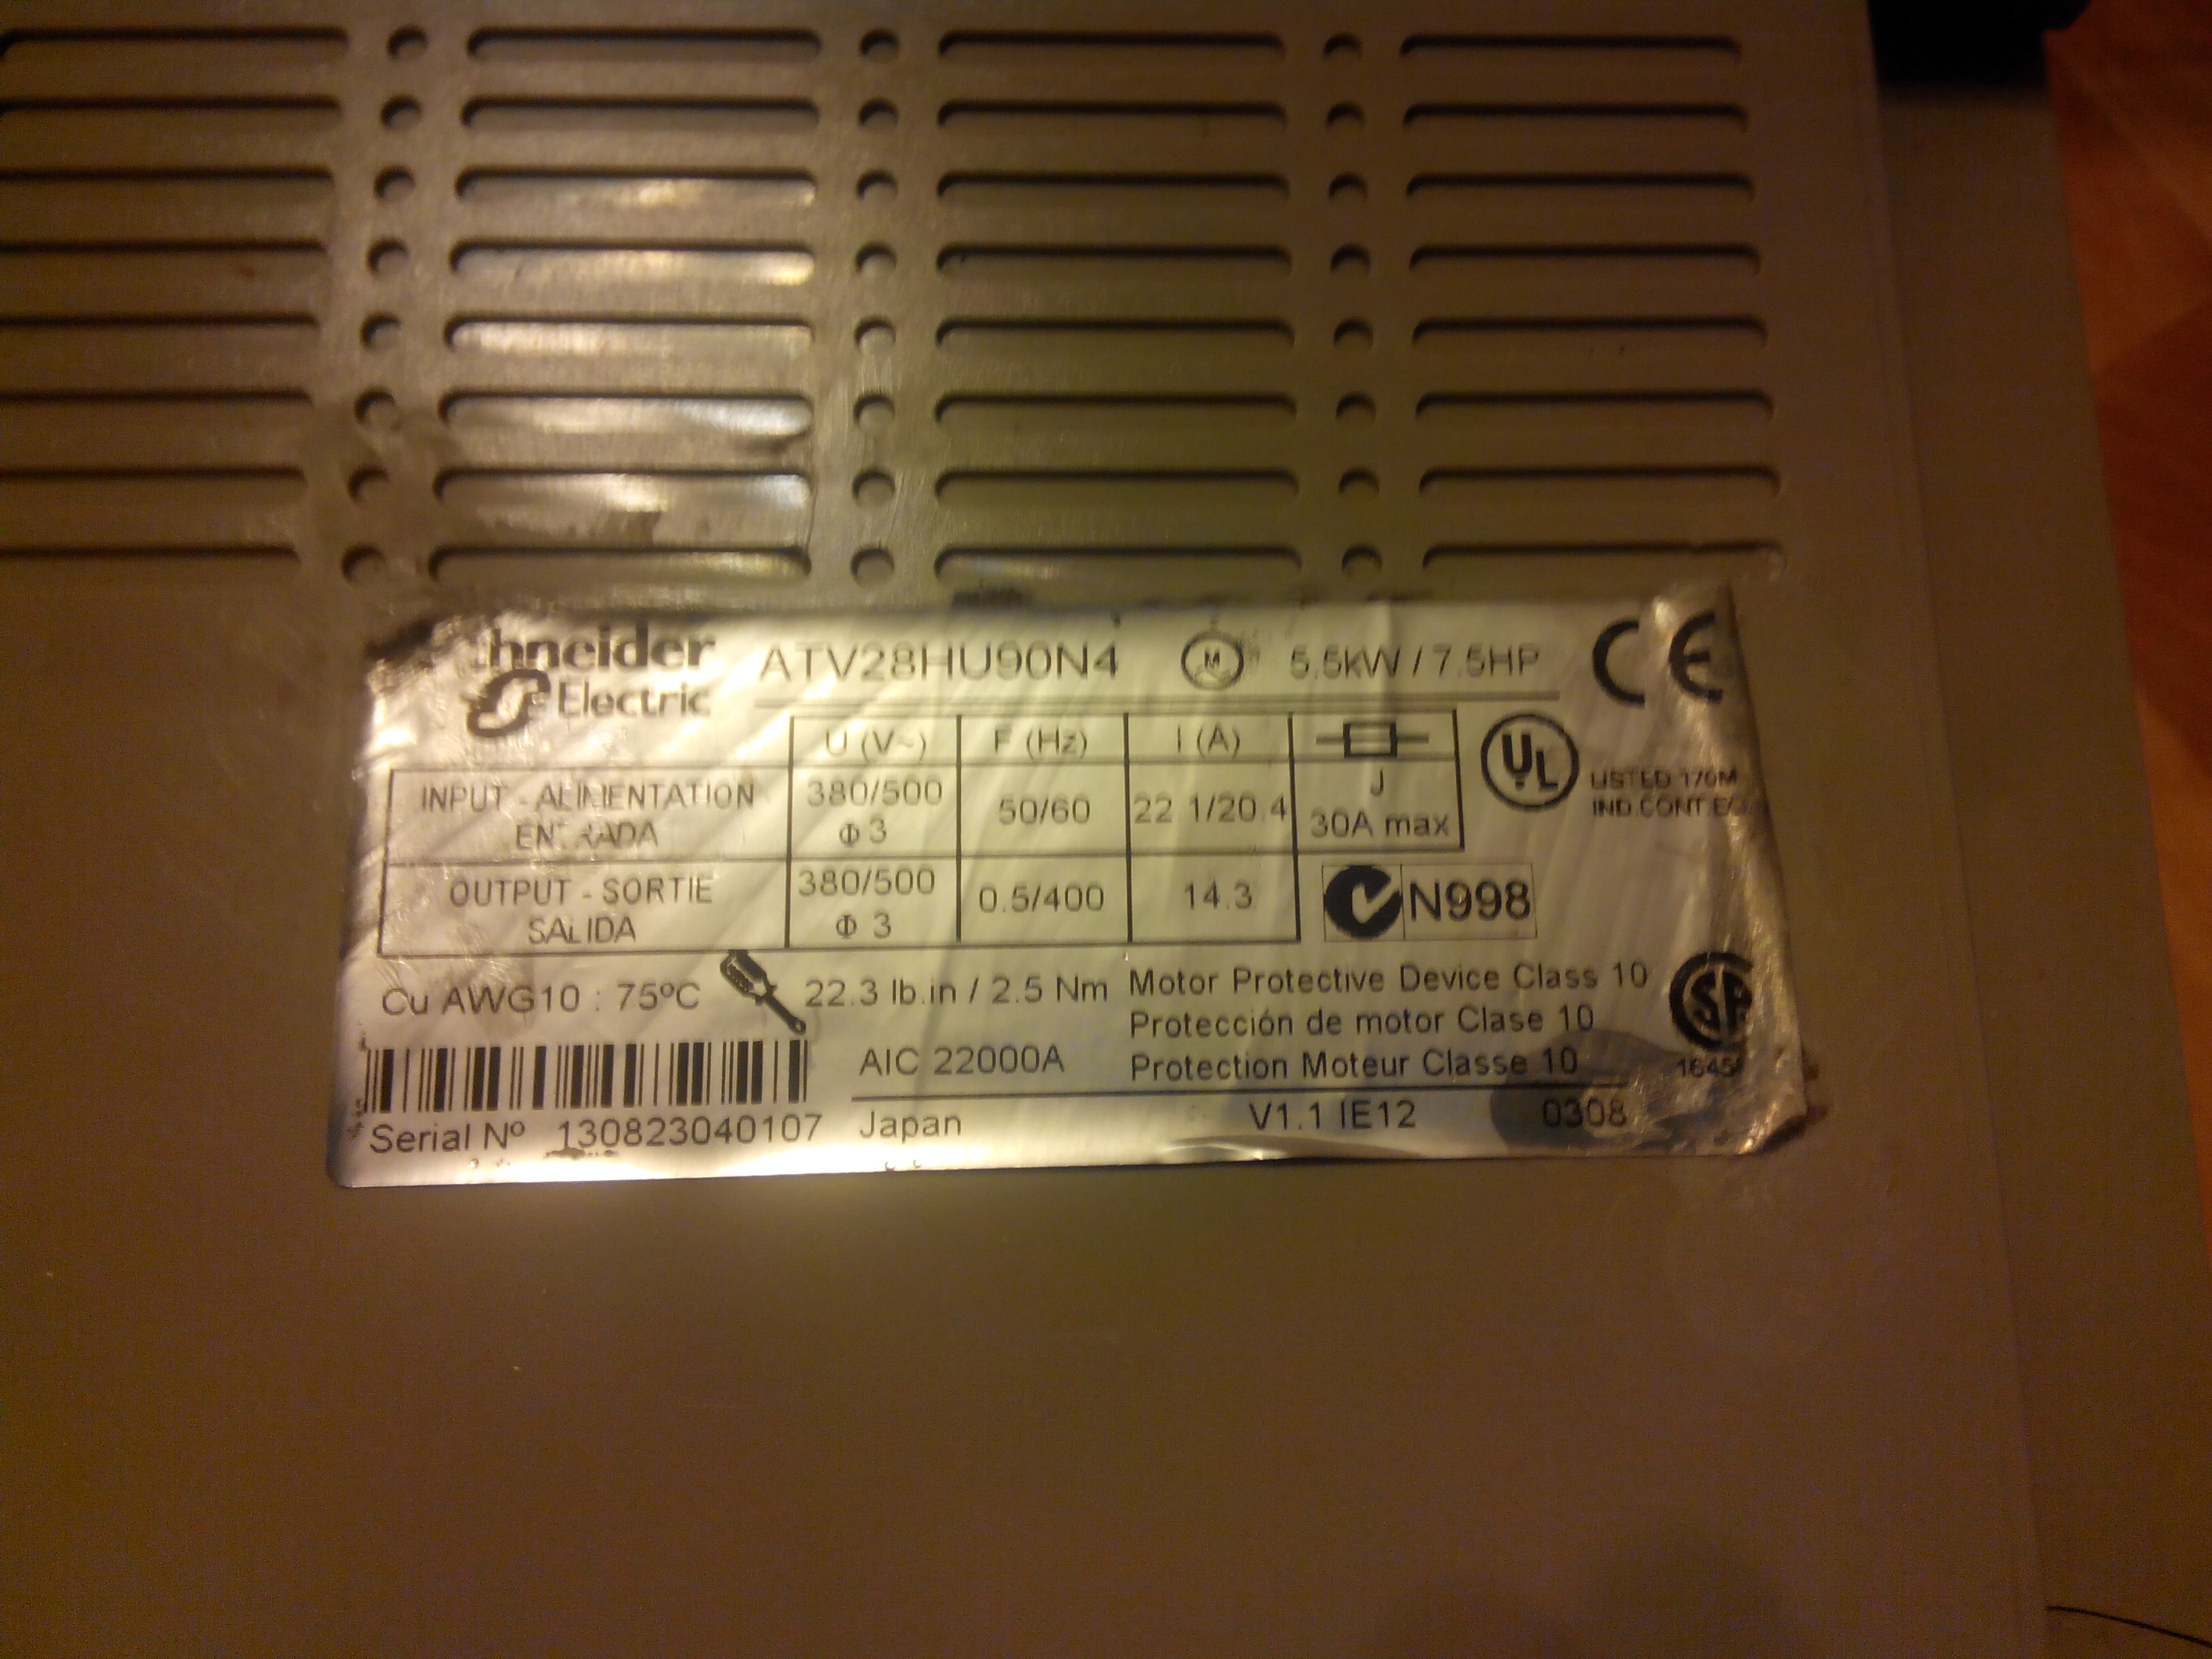 hneider
Electric
ATV28HU90N4 M 5.5kW / 7.5HP
CE
U (V~) F (Hz) I (A)
INPUT - ALIMENTATION
ENTRADA
380/500
Φ 3
50/60
22.1/20.4
J
30A max
UL
LISTED 170M
IND.CONT.EQ
OUTPUT - SORTIE
SALIDA
380/500
Φ 3
0.5/400
14.3
N998
Cu AWG10 : 75ºC
22.3 lb.in / 2.5 Nm
Motor Protective Device Class 10
Protección de motor Clase 10
Protection Moteur Classe 10
AIC 22000A
Serial Nº 130823040107
Japan
V1.1 IE12
0308